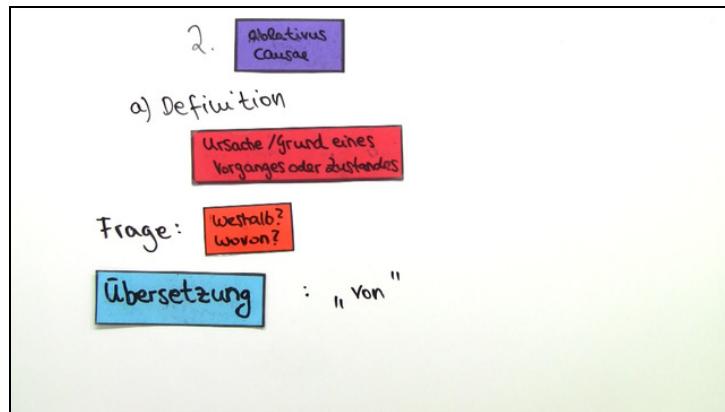 2. Ablativus
Causae
a) Definition
Ursache/Grund eines
Vorganges oder Zustandes
Frage: Weshalb?
wovon?
Übersetzung : „von"